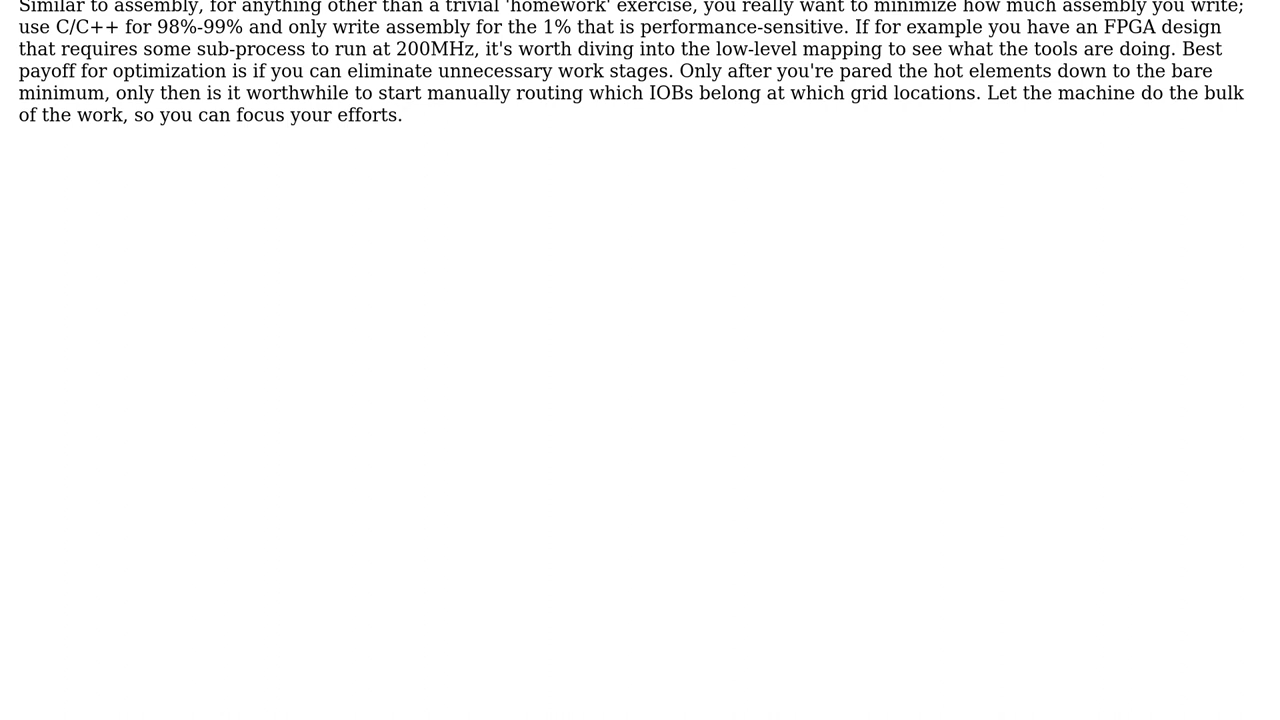 Similar to assembly, for anything other than a trivial 'homework' exercise, you really want to minimize how much assembly you write;
use C/C++ for 98%-99% and only write assembly for the 1% that is performance-sensitive. If for example you have an FPGA design
that requires some sub-process to run at 200MHz, it's worth diving into the low-level mapping to see what the tools are doing. Best
payoff for optimization is if you can eliminate unnecessary work stages. Only after you're pared the hot elements down to the bare
minimum, only then is it worthwhile to start manually routing which IOBs belong at which grid locations. Let the machine do the bulk
of the work, so you can focus your efforts.